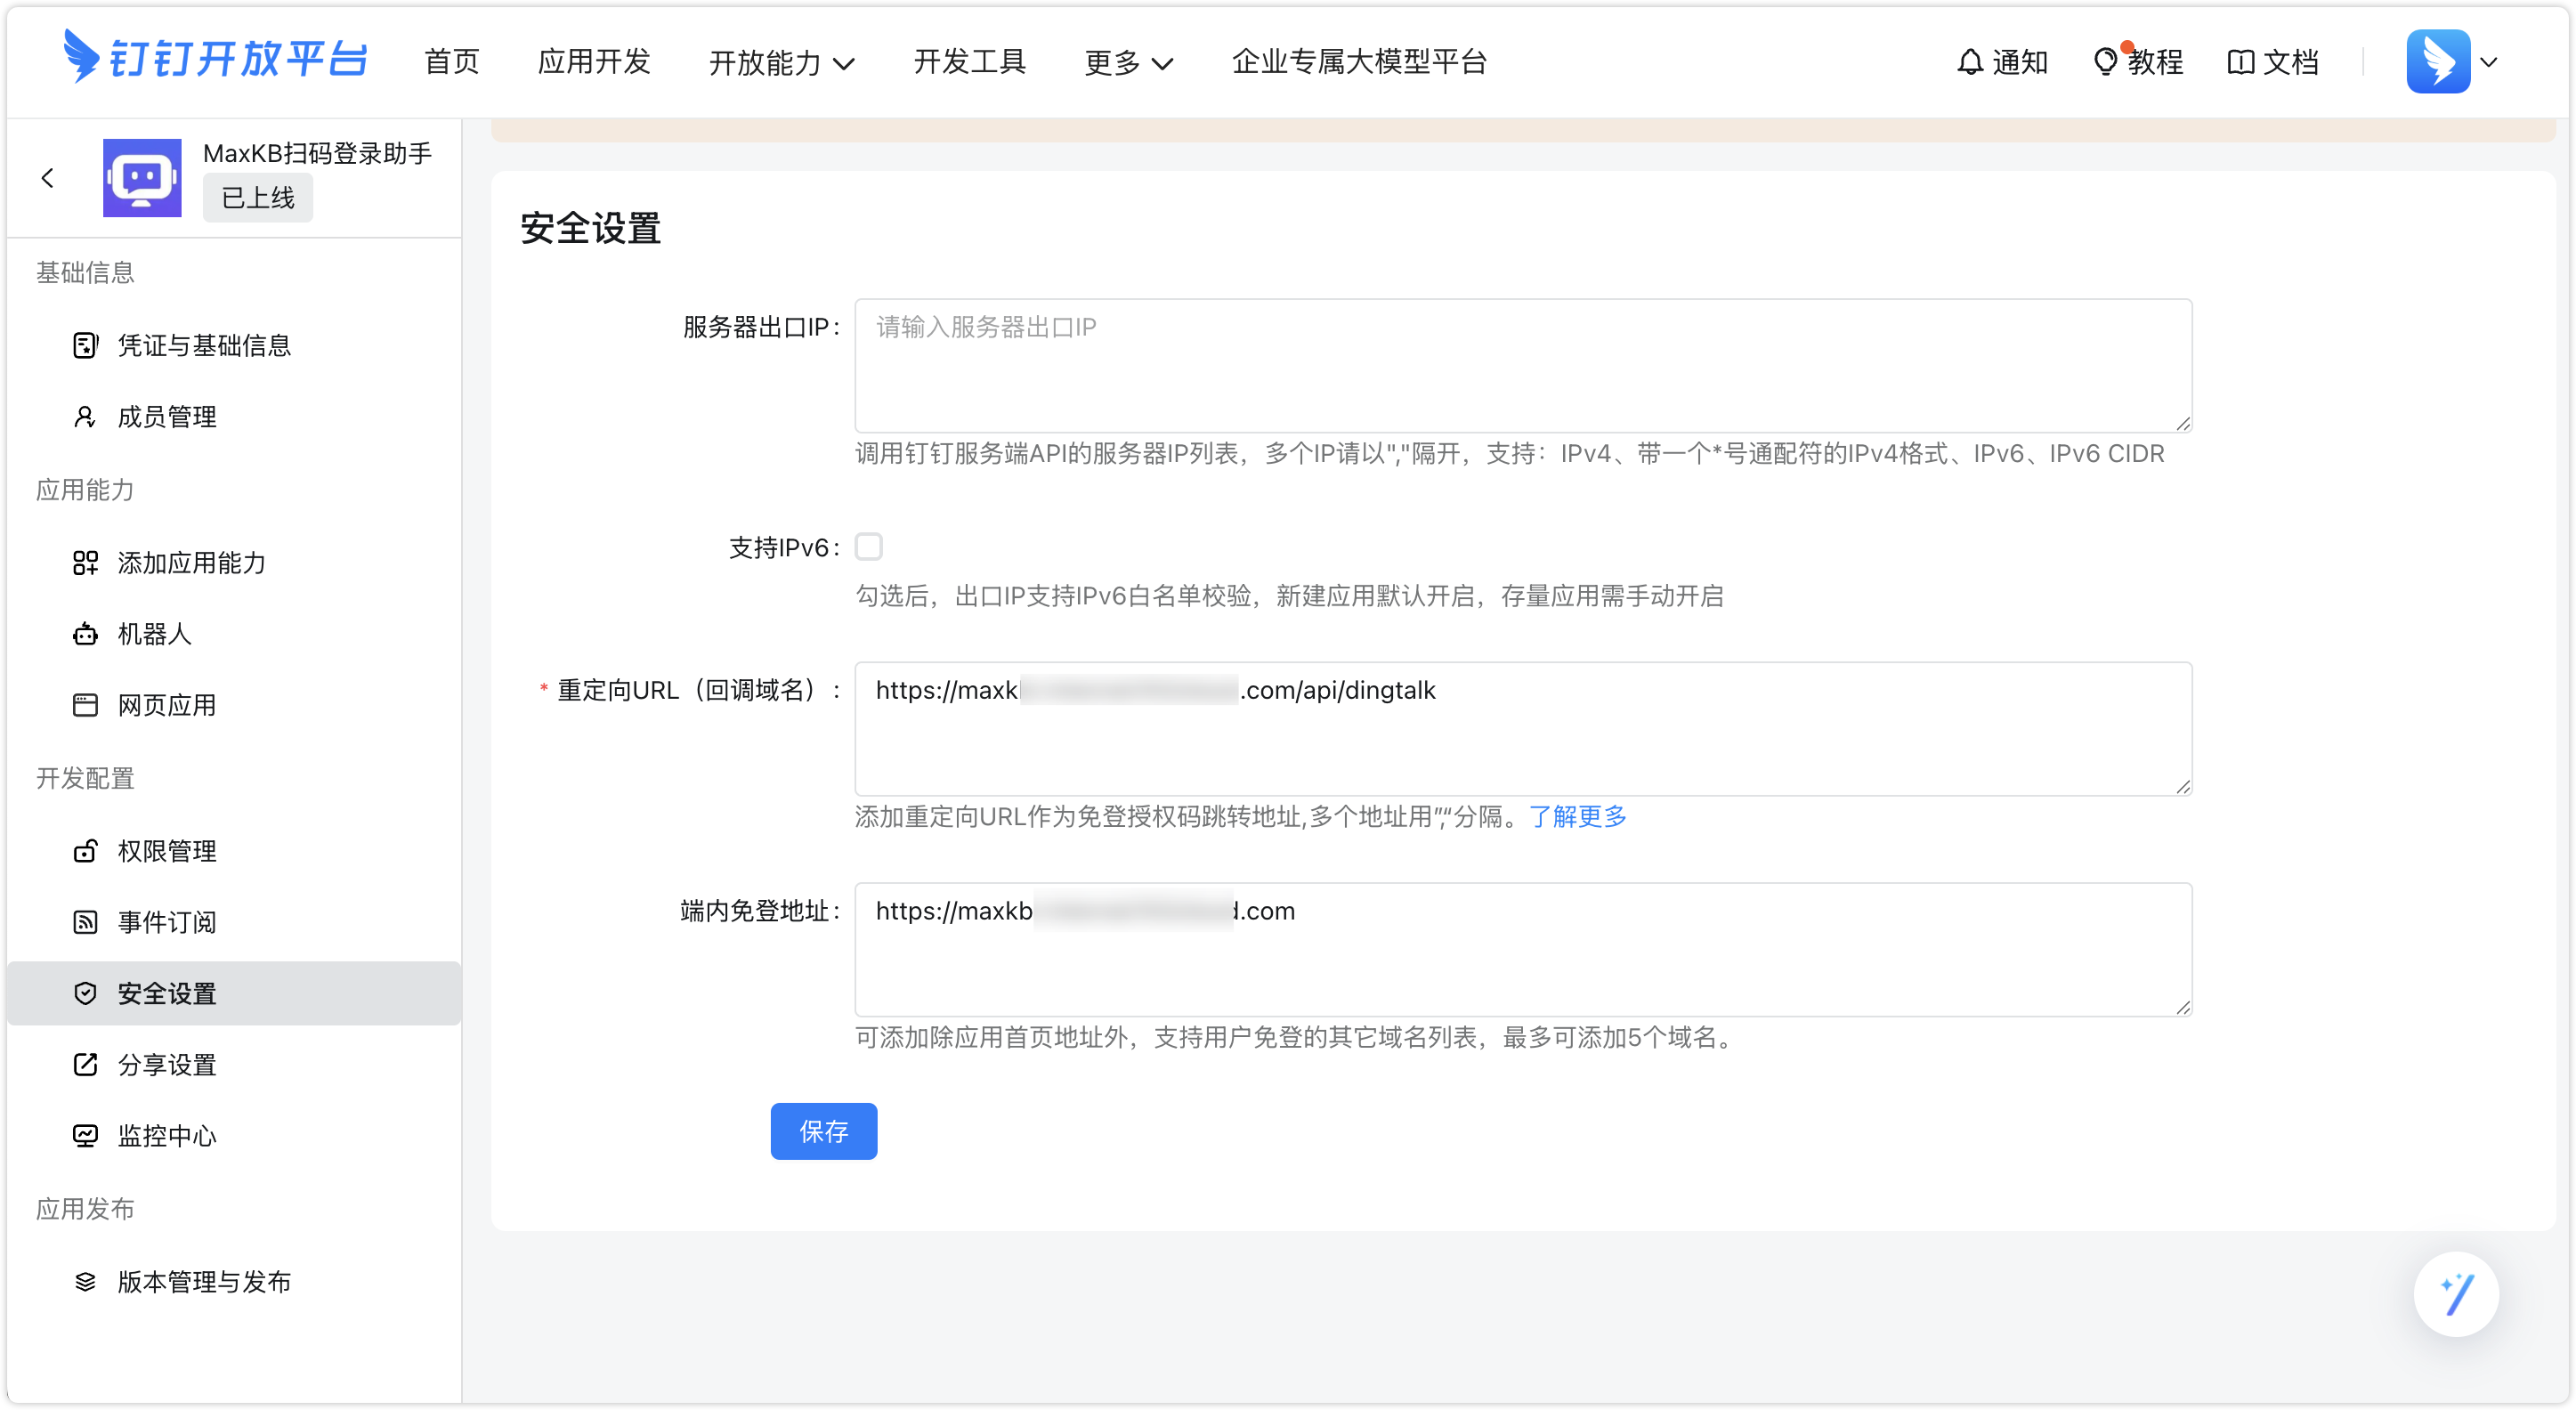 钉钉开放平台 首页 应用开发 开放能力 开发工具 更多 企业专属大模型平台 通知 教程 文档
MaxKB扫码登录助手
已上线
基础信息
凭证与基础信息
成员管理
应用能力
添加应用能力
机器人
网页应用
开发配置
权限管理
事件订阅
安全设置
分享设置
监控中心
应用发布
版本管理与发布
安全设置
服务器出口IP: 请输入服务器出口IP
调用钉钉服务端API的服务器IP列表，多个IP请以","隔开，支持：IPv4、带一个*号通配符的IPv4格式、IPv6、IPv6 CIDR
支持IPv6:
勾选后，出口IP支持IPv6白名单校验，新建应用默认开启，存量应用需手动开启
* 重定向URL（回调域名）: https://maxk .com/api/dingtalk
添加重定向URL作为免登授权码跳转地址,多个地址用”,“分隔。了解更多
端内免登地址: https://maxkb .com
可添加除应用首页地址外，支持用户免登的其它域名列表，最多可添加5个域名。
保存